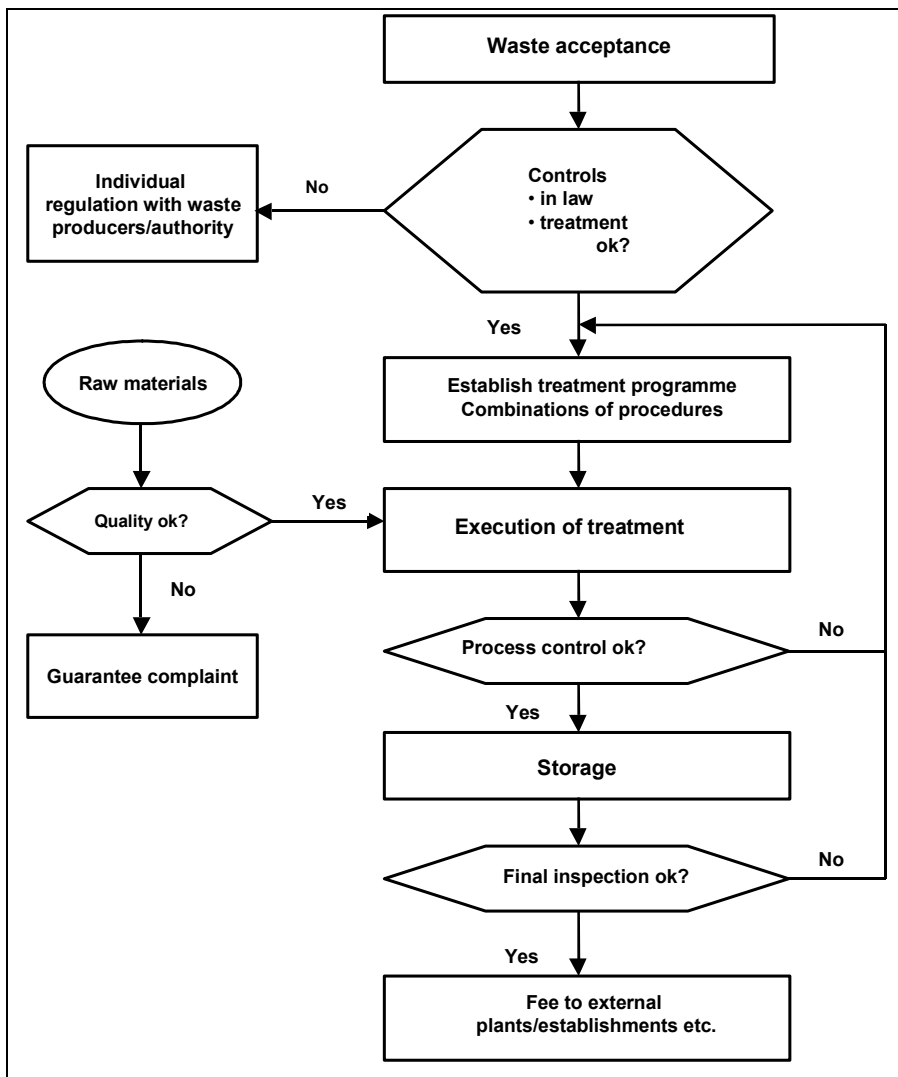 Waste acceptance
Controls
• in law
• treatment
ok?
No
Individual
regulation with waste
producers/authority
Yes
Establish treatment programme
Combinations of procedures
Raw materials
Quality ok?
Yes
No
Guarantee complaint
Execution of treatment
Process control ok?
No
Yes
Storage
Final inspection ok?
No
Yes
Fee to external
plants/establishments etc.